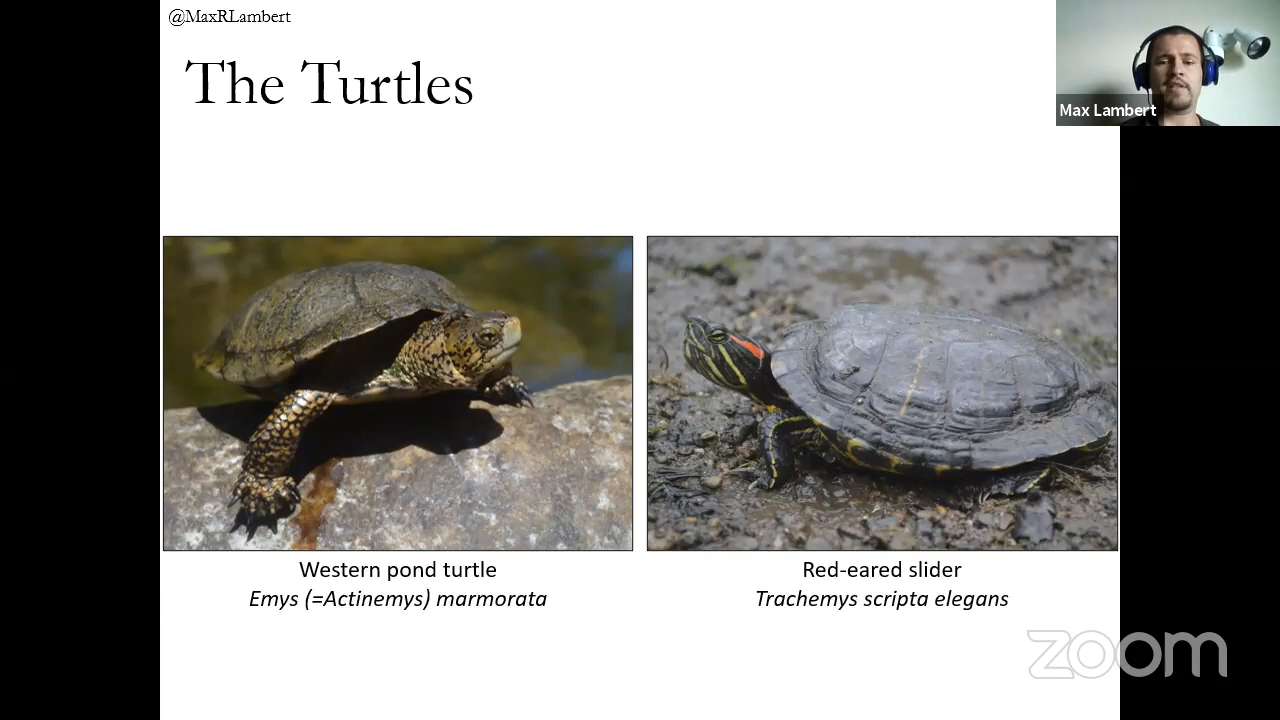 @MaxRLambert
The Turtles
Max Lambert
Western pond turtle
Emys (=Actinemys) marmorata
Red-eared slider
Trachemys scripta elegans
zoom